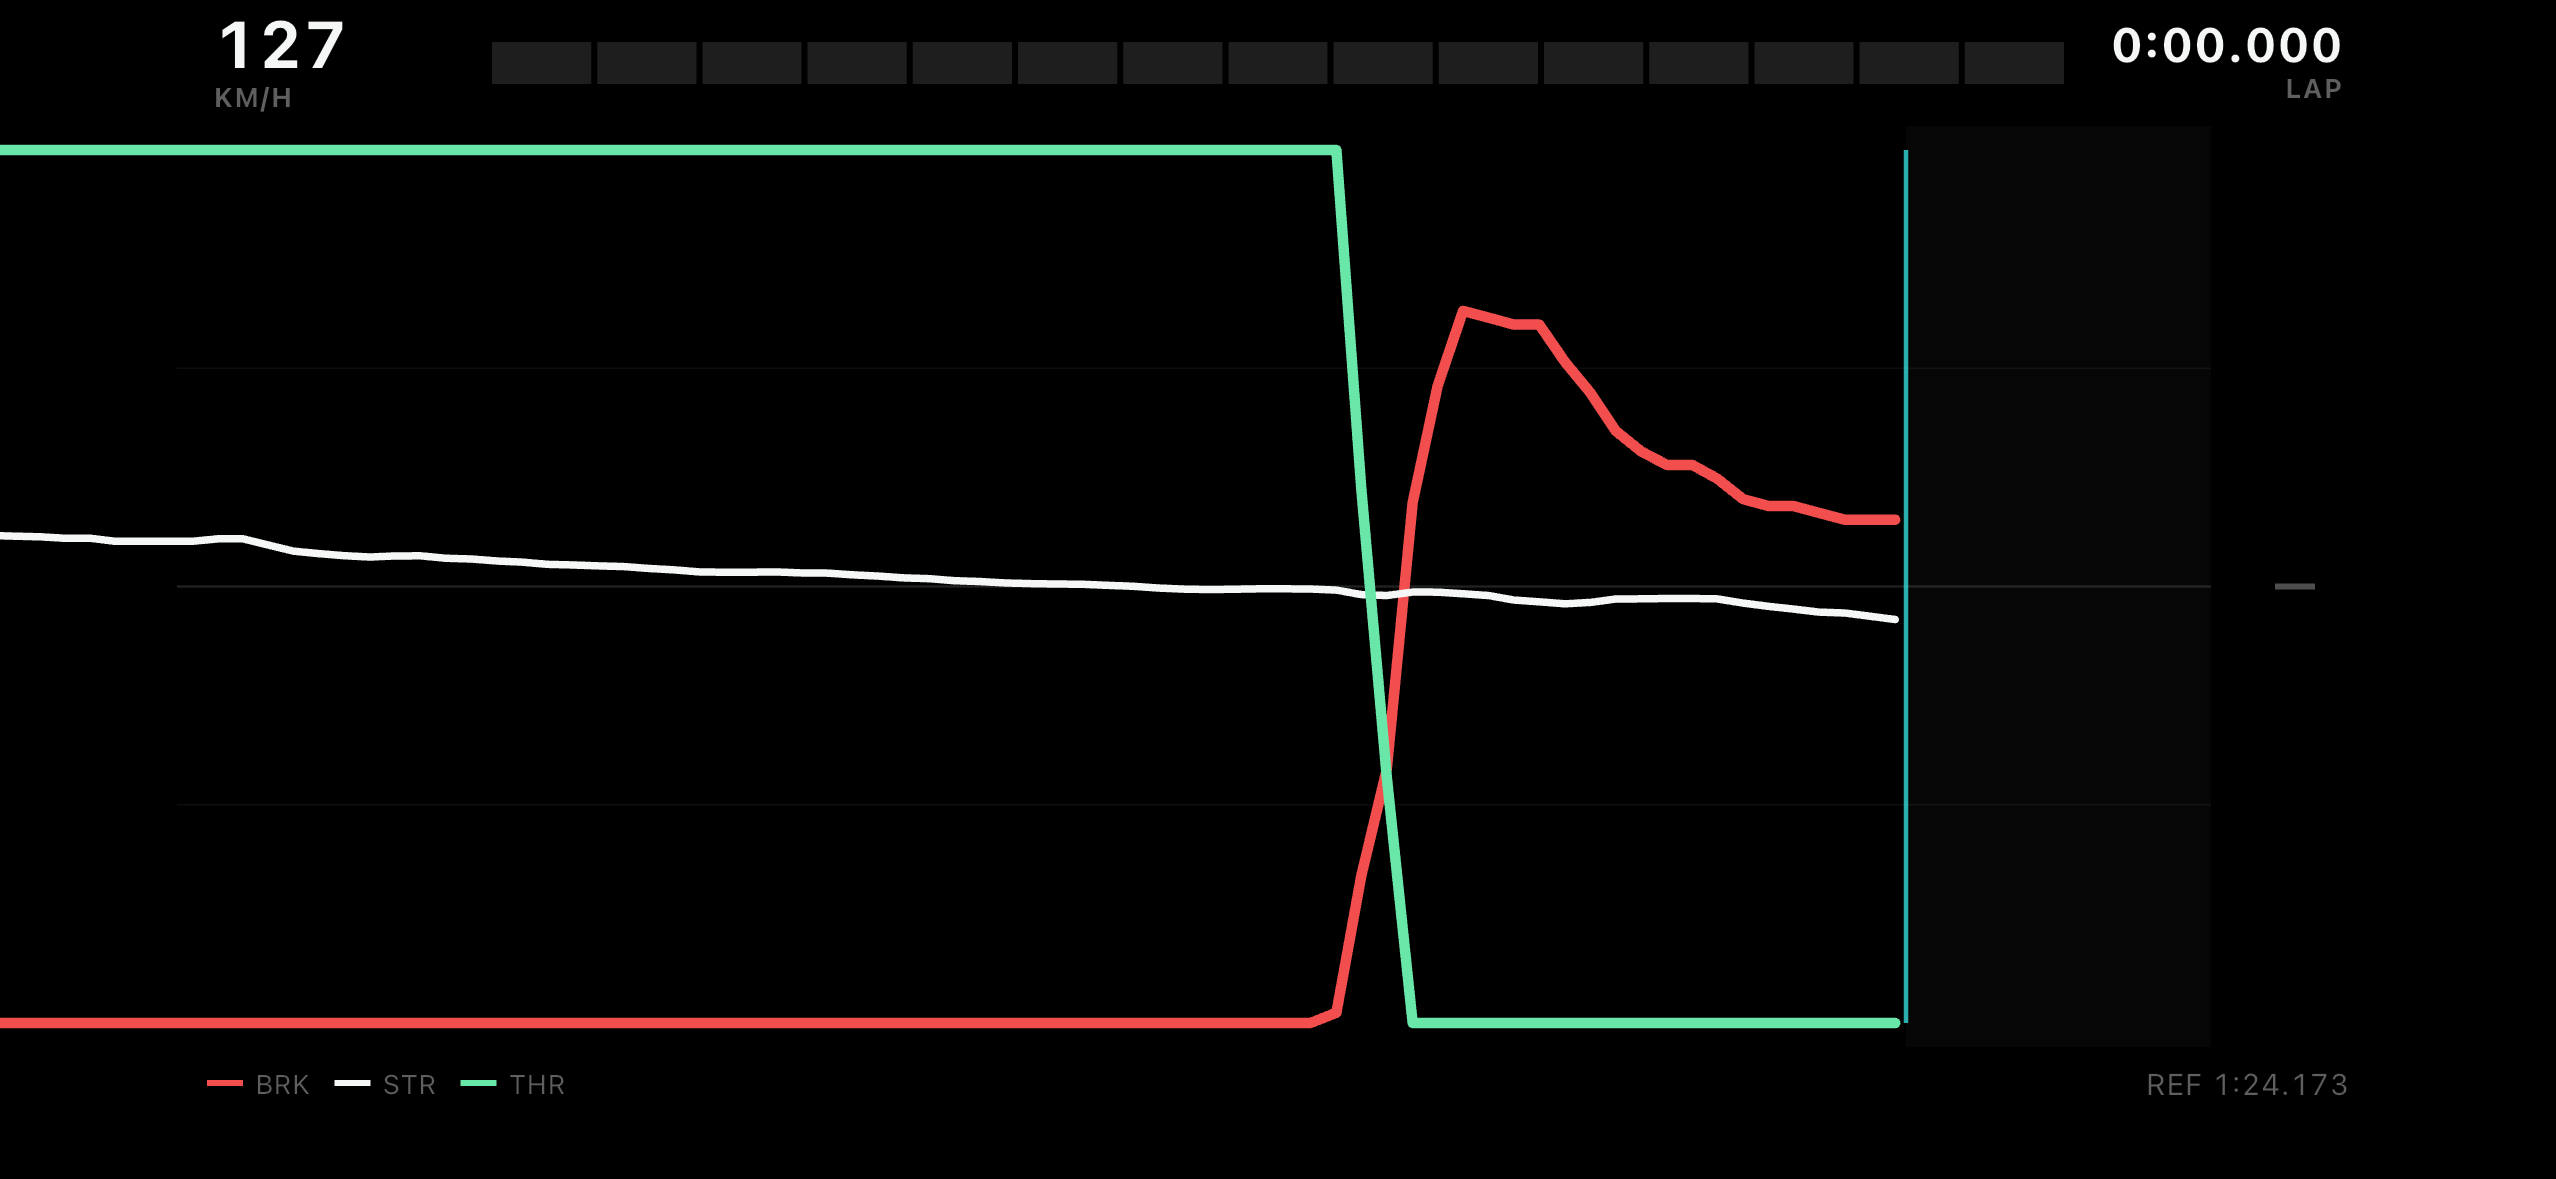 127
KM/H
0:00.000
LAP
BRK STR THR
REF 1:24.173